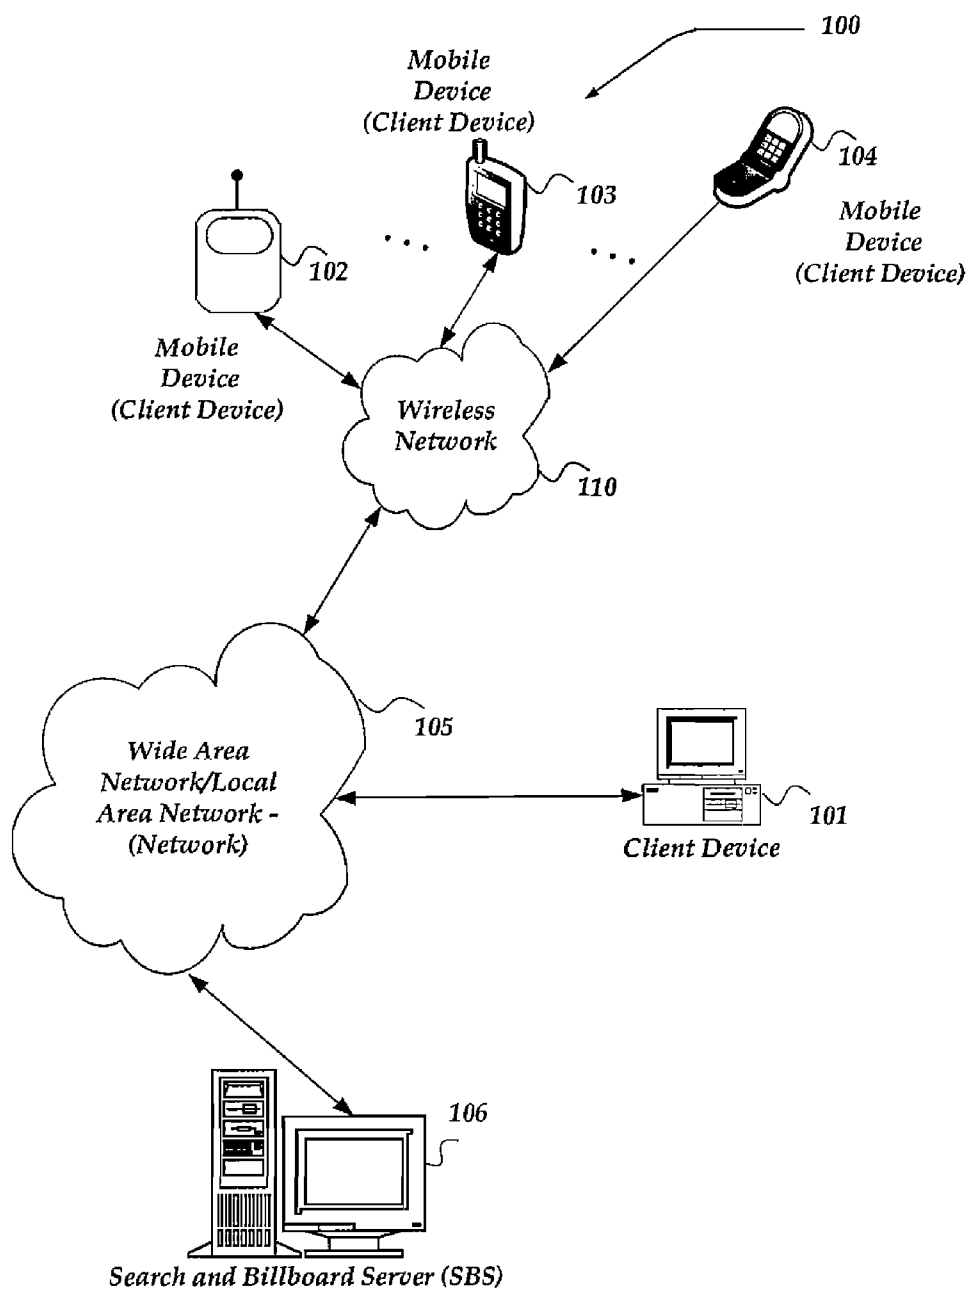 100
Mobile
Device
(Client Device)
104
103
Mobile
Device
(Client Device)
102
Mobile
Device
(Client Device)
Wireless
Network
110
105
Wide Area
Network/Local
Area Network -
(Network)
101
Client Device
106
Search and Billboard Server (SBS)